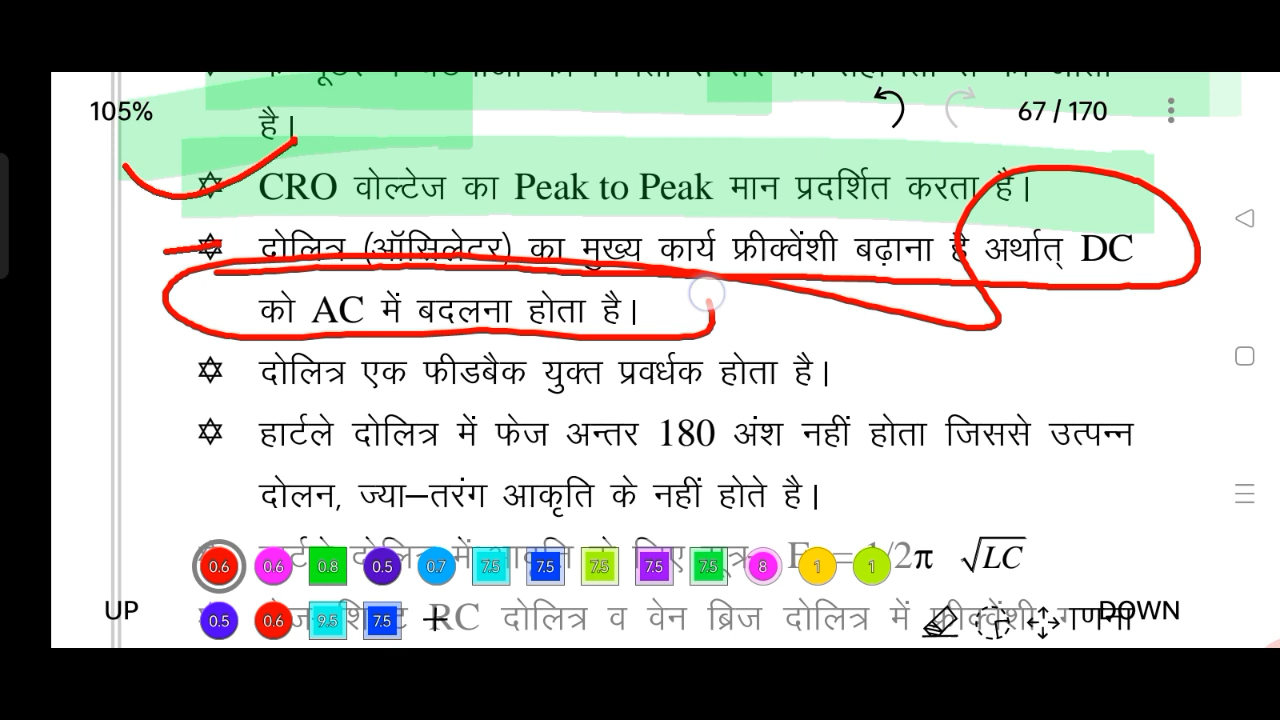 105%
67 / 170
है।
CRO वोल्टेज का Peak to Peak मान प्रदर्शित करता है।
दोलित्र (ऑसिलेटर) का मुख्य कार्य फ्रीक्वेंशी बढ़ाना है अर्थात् DC
को AC में बदलना होता है।
दोलित्र एक फीडबैक युक्त प्रवर्धक होता है।
हार्टले दोलित्र में फेज अन्तर 180 अंश नहीं होता जिससे उत्पन्न
दोलन, ज्या–तरंग आकृति के नहीं होते है।
दोलित्र में के लिए = 1/2π √LC
0.6 0.6 0.8 0.5 0.7 7.5 7.5 7.5 7.5 7.5 8 1 1
UP
RC दोलित्र व वेन ब्रिज दोलित्र में फ्रीक्वेंशी गणना
DOWN
0.5 0.6 9.5 7.5 +